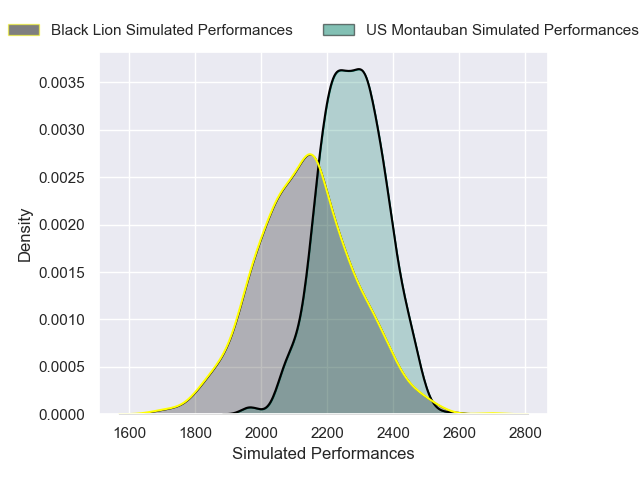 Black Lion Simulated Performances US Montauban Simulated Performances
0.0035
0.0030
0.0025
0.0020
0.0015
0.0010
0.0005
0.0000
Density
1600 1800 2000 2200 2400 2600 2800
Simulated Performances